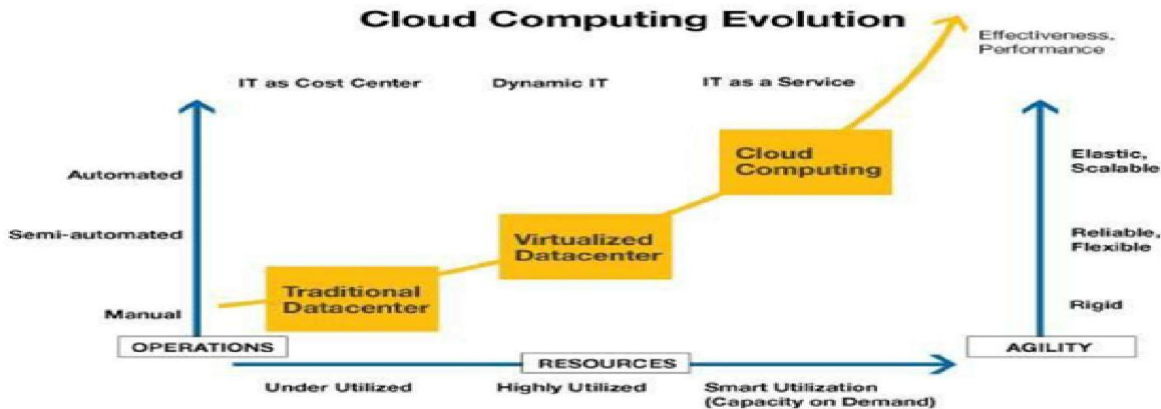 Cloud Computing Evolution
Effectiveness,
Performance
IT as Cost Center
Dynamic IT
IT as a Service
Automated
Semi-automated
Manual
OPERATIONS
Traditional
Datacenter
Virtualized
Datacenter
Cloud
Computing
Elastic,
Scalable
Reliable,
Flexible
Rigid
AGILITY
RESOURCES
Under Utilized
Highly Utilized
Smart Utilization
(Capacity on Demand)